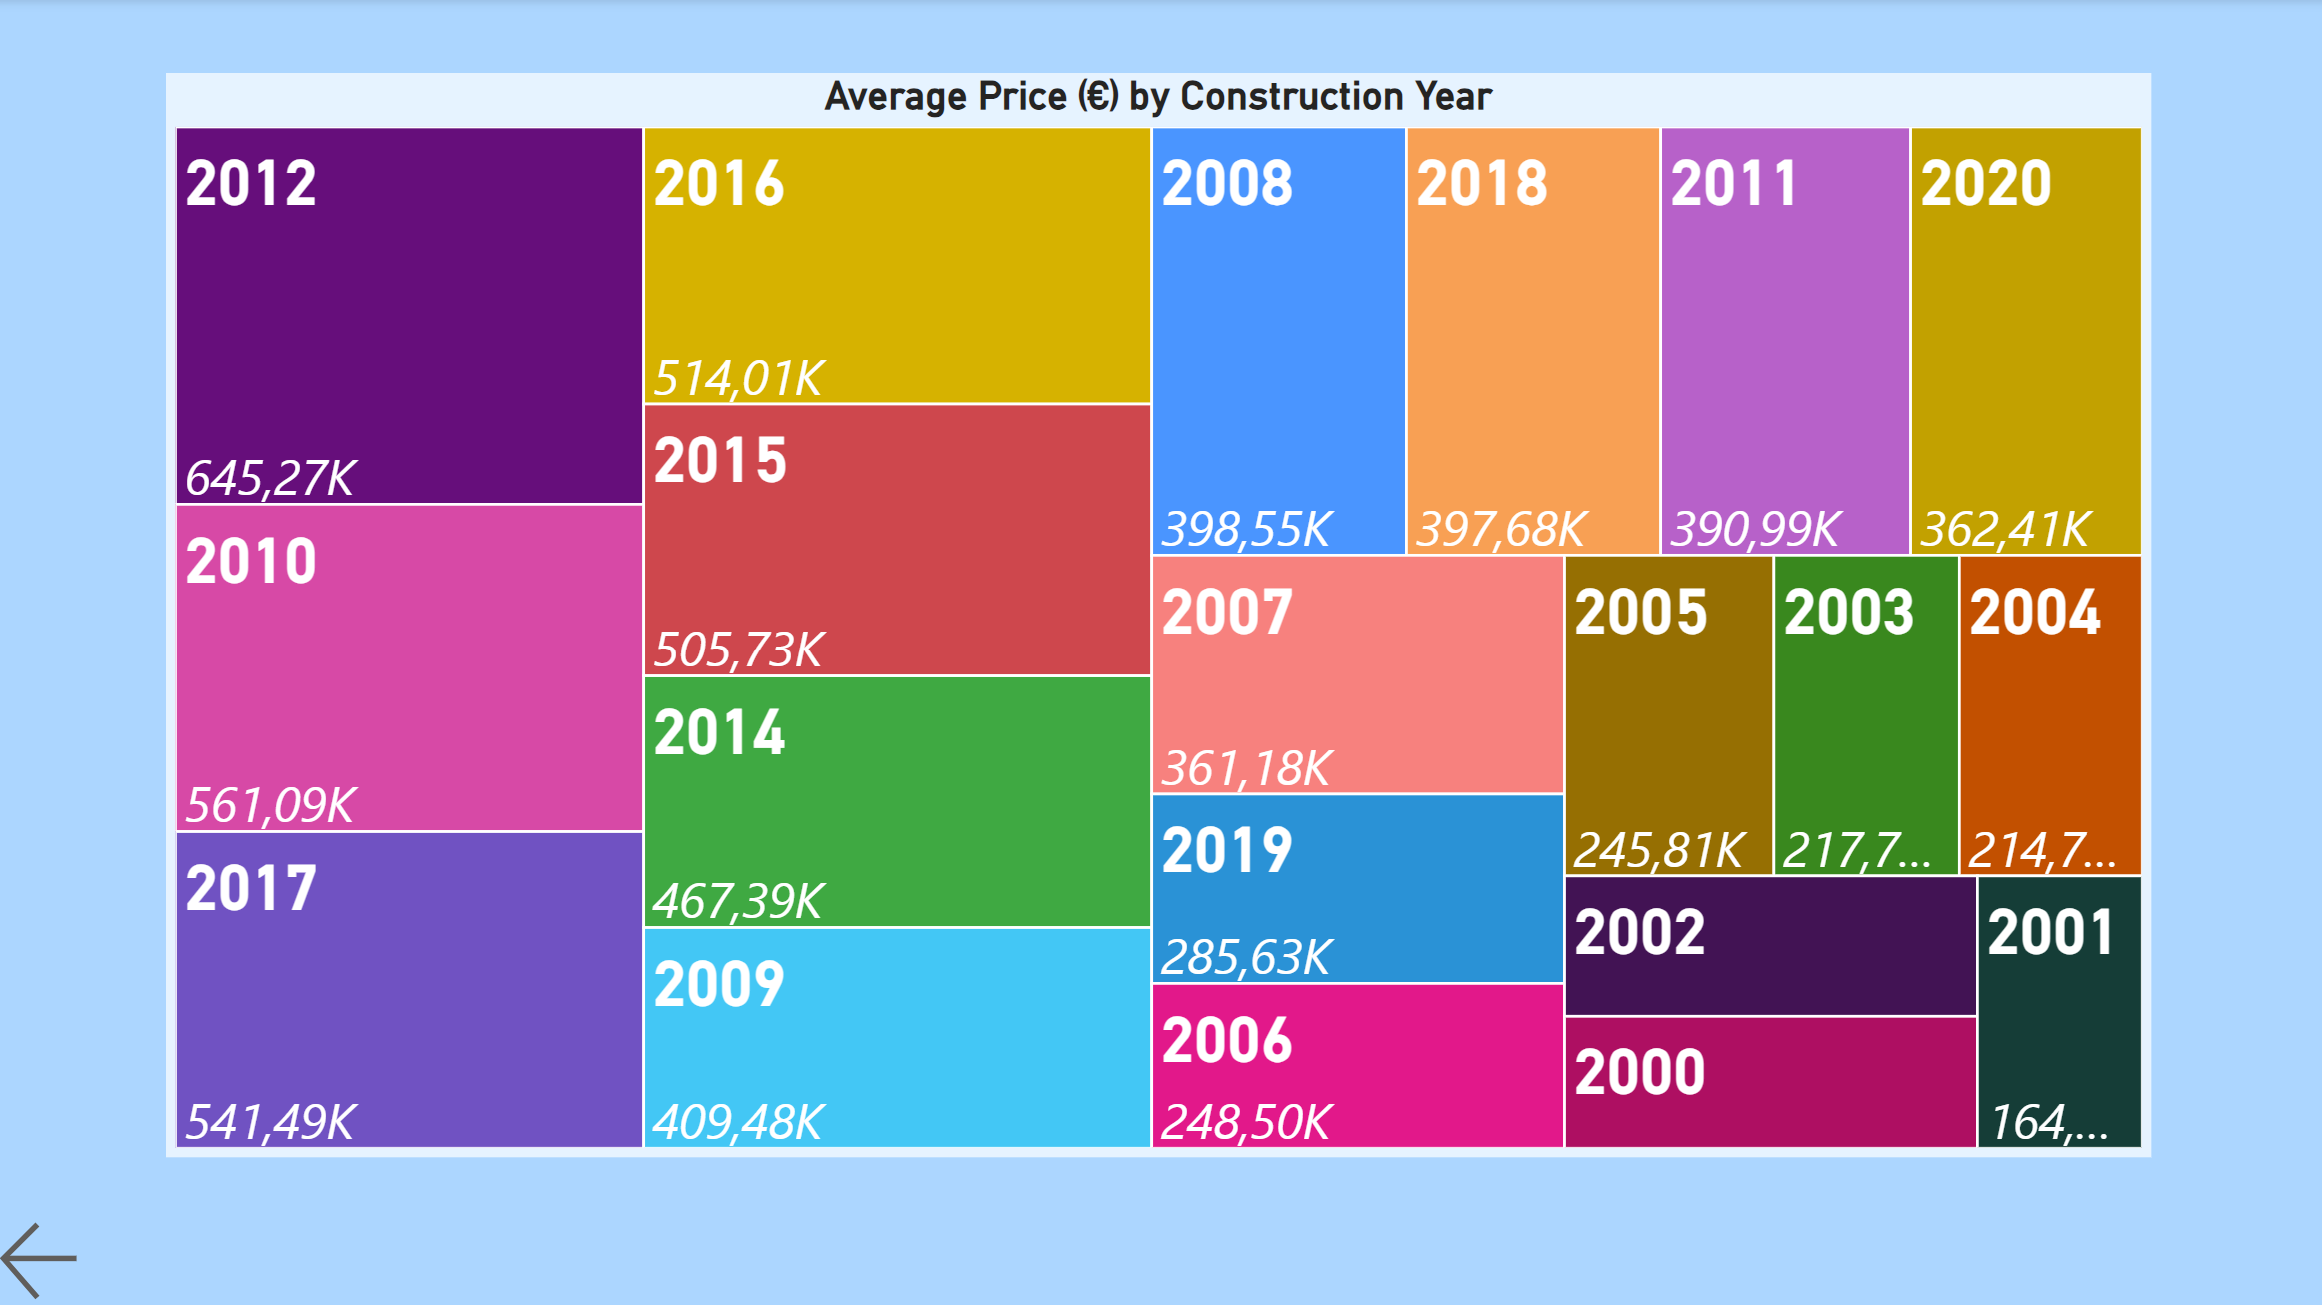 Average Price (€) by Construction Year
2012
645,27K
2010
561,09K
2017
541,49K
2016
514,01K
2015
505,73K
2014
467,39K
2009
409,48K
2008
398,55K
2018
397,68K
2011
390,99K
2020
362,41K
2007
361,18K
2019
285,63K
2006
248,50K
2005
245,81K
2003
217,7...
2004
214,7...
2002
2000
2001
164,...